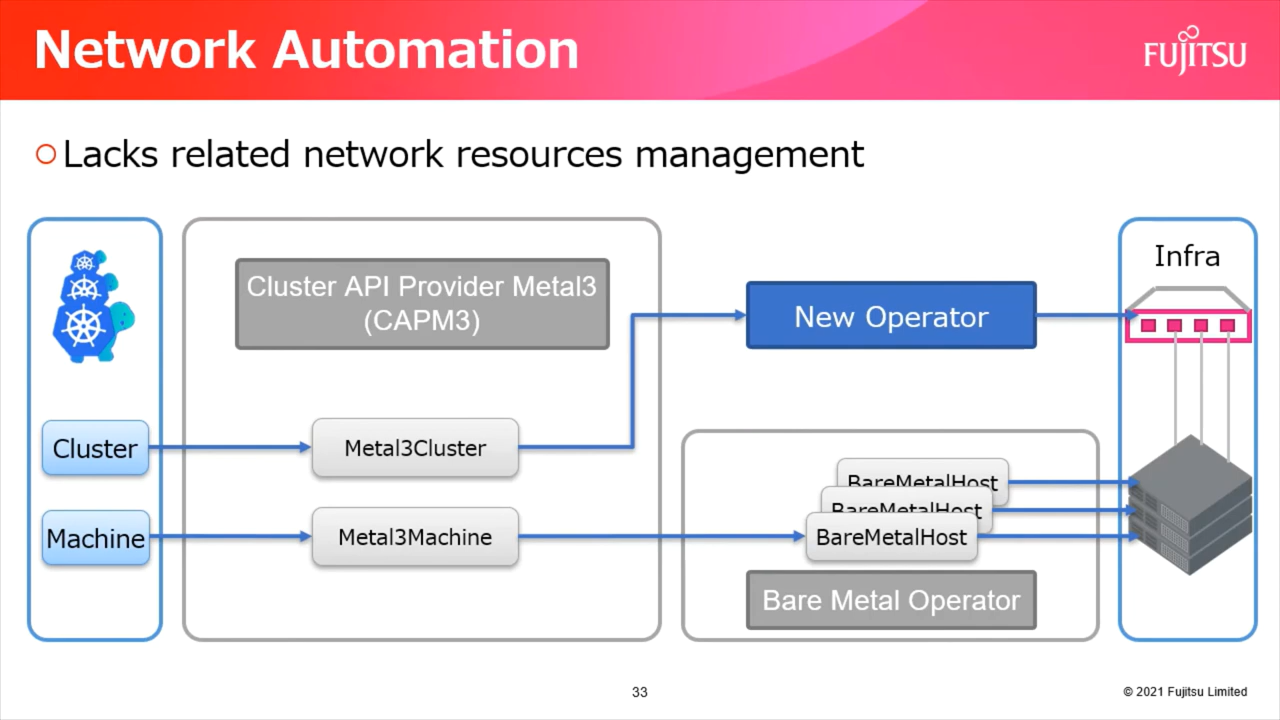 Network Automation
FUJITSU
Lacks related network resources management
Infra
Cluster API Provider Metal3
(CAPM3)
New Operator
Cluster
Metal3Cluster
BareMetalHost
BareMetalHost
Machine
Metal3Machine
BareMetalHost
Bare Metal Operator
33
© 2021 Fujitsu Limited